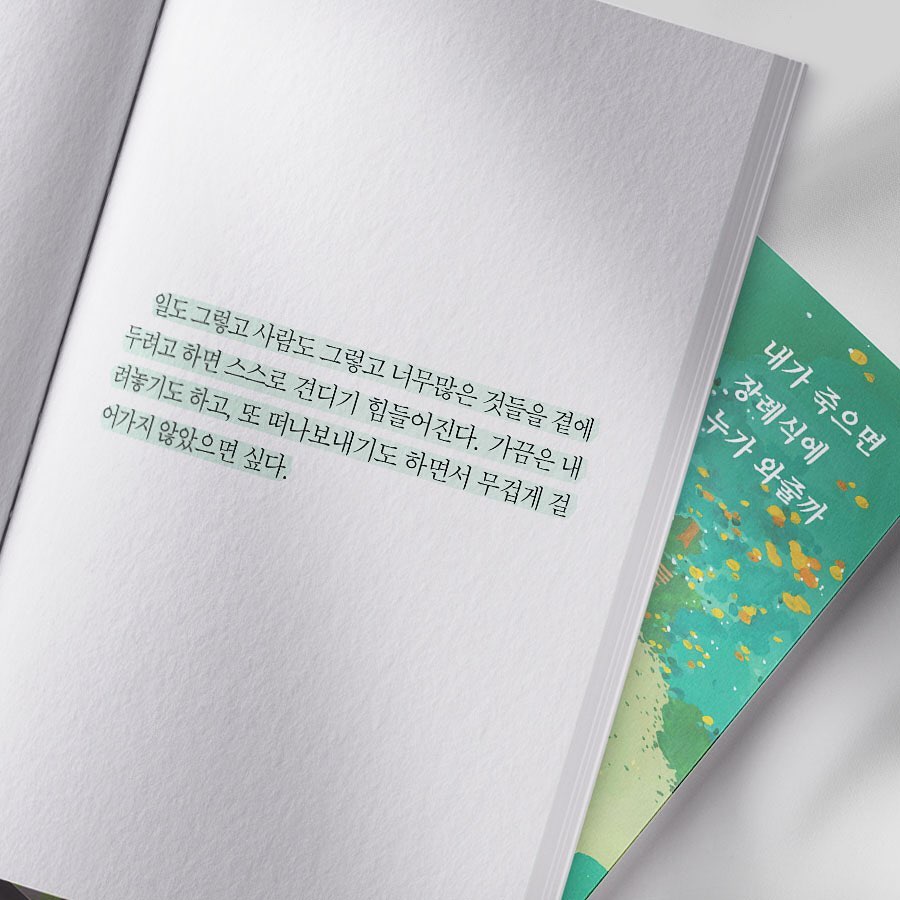 일도 그렇고 사람도 그렇고 너무많은 것들을 곁에
두려고 하면 스스로 견디기 힘들어진다. 가끔은 내
려놓기도 하고, 또 떠나보내기도 하면서 무겁게 걸
어가지 않았으면 싶다.
내가 죽으면
장례식에
누가 와줄까